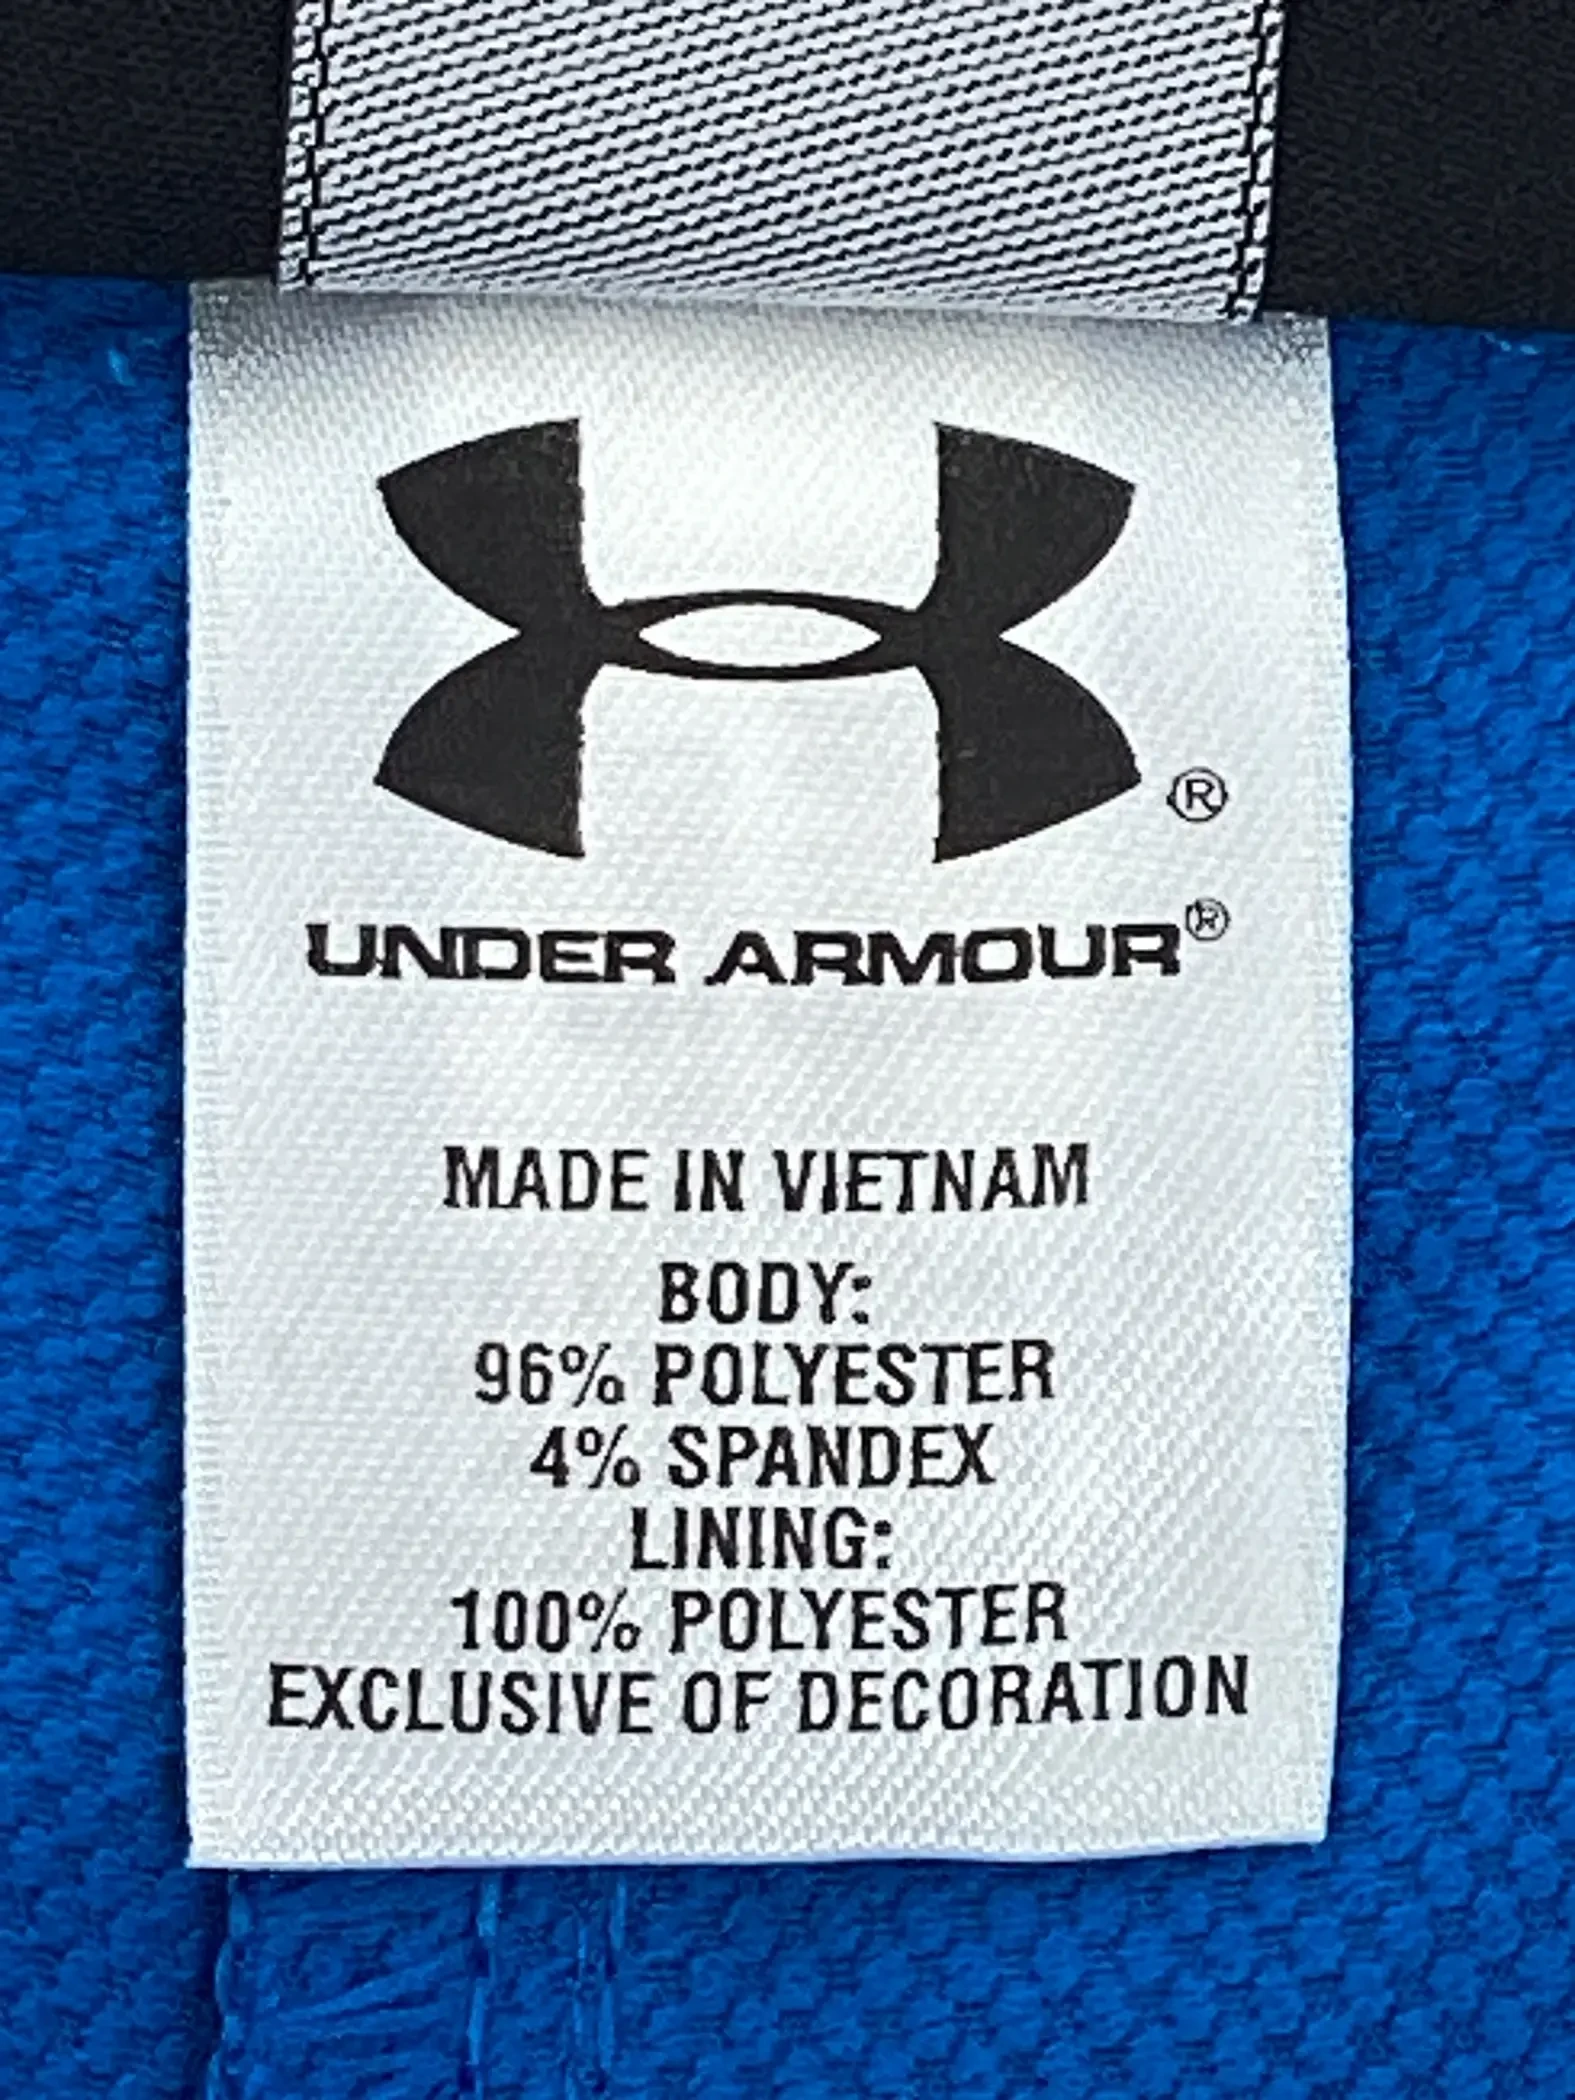 ®
UNDER ARMOUR®
MADE IN VIETNAM
BODY:
96% POLYESTER
4% SPANDEX
LINING:
100% POLYESTER
EXCLUSIVE OF DECORATION